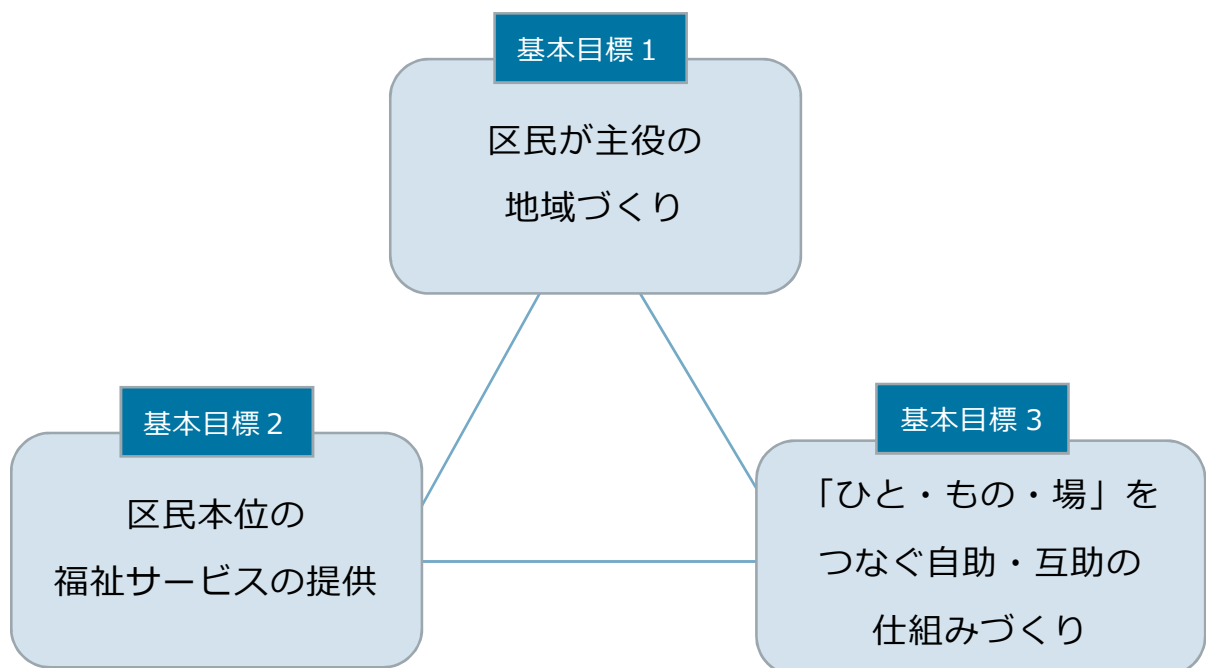 基本目標１
区民が主役の
地域づくり
基本目標２
区民本位の
福祉サービスの提供
基本目標３
「ひと・もの・場」を
つなぐ自助・互助の
仕組みづくり